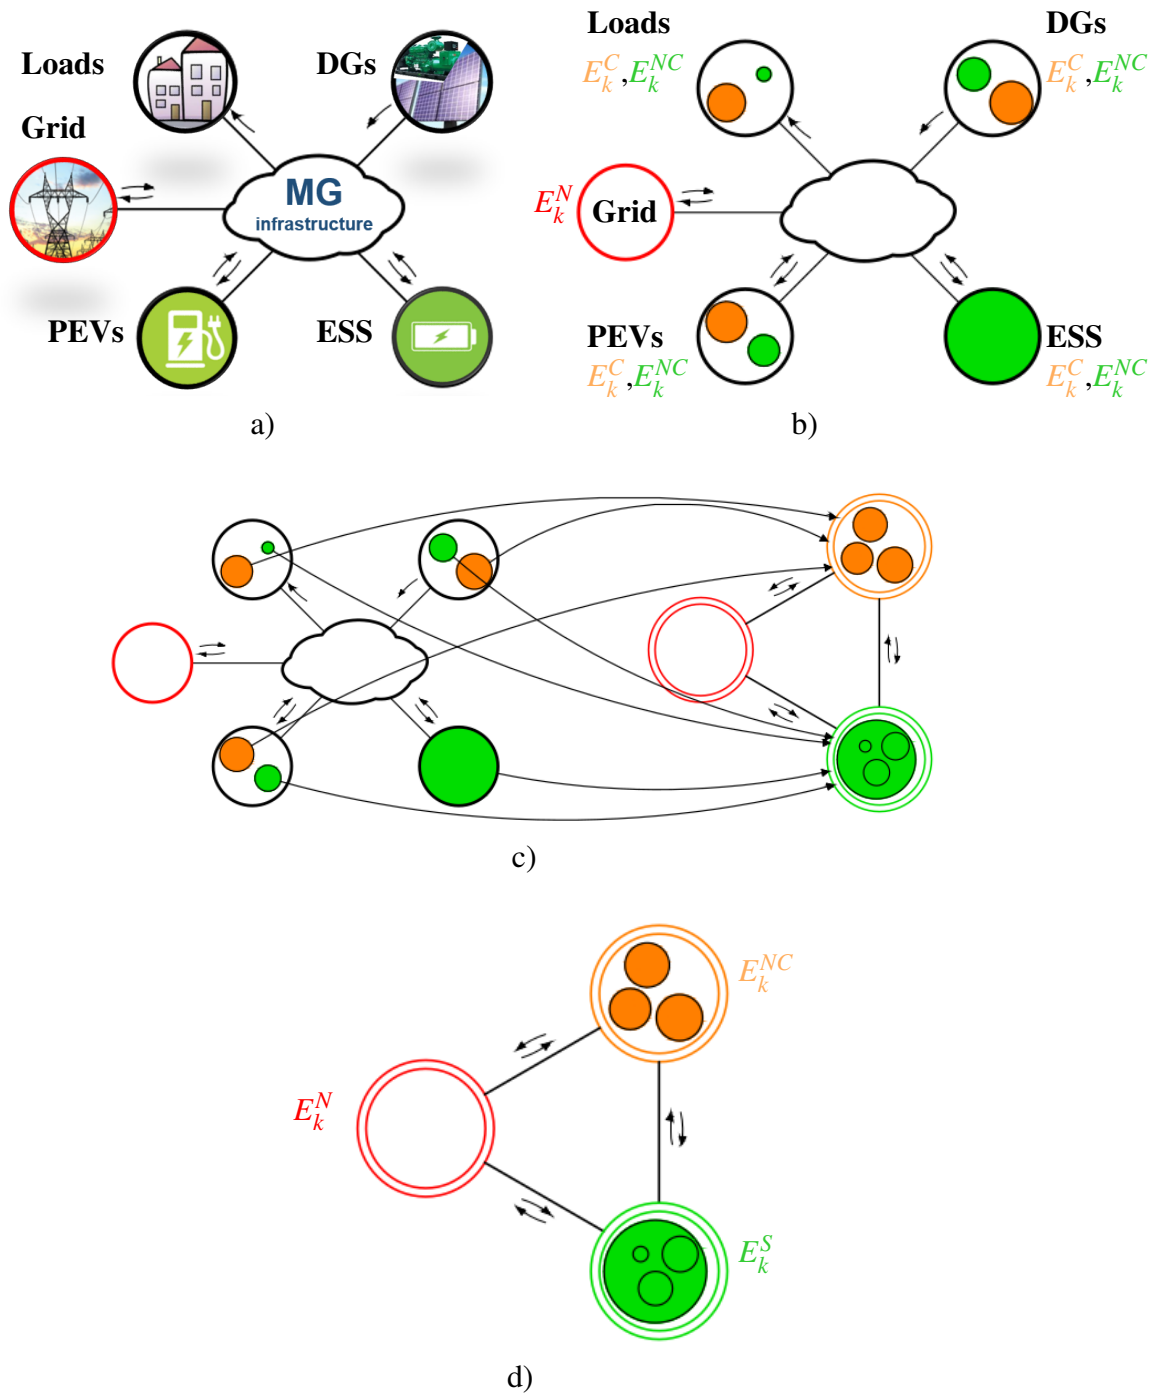 Loads
DGs
Grid
MG
infrastructure
PEVs
ESS
a)
Loads
E_k^C,E_k^{NC}
DGs
E_k^C,E_k^{NC}
E_k^N
Grid
PEVs
E_k^C,E_k^{NC}
ESS
E_k^C,E_k^{NC}
b)
c)
E_k^{NC}
E_k^N
E_k^S
d)